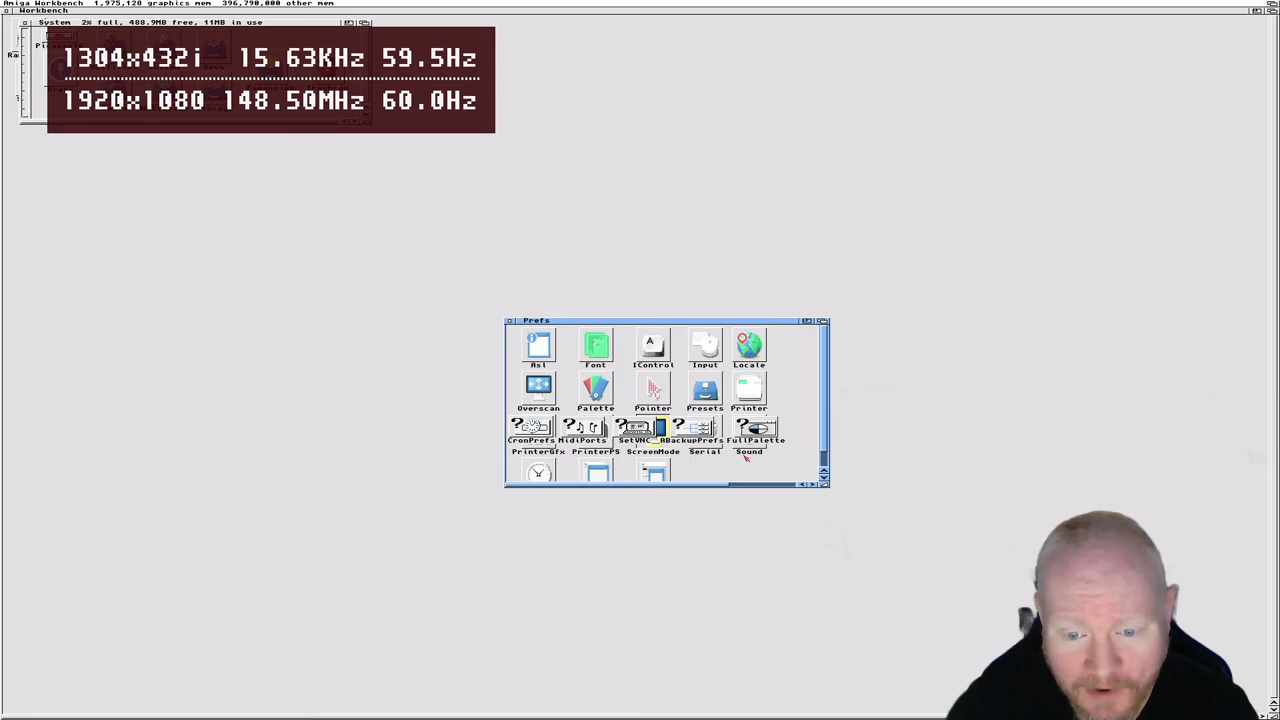 Amiga Workbench 1,975,128 graphics mem 396,790,000 other mem
Workbench
System 2% full, 488.9MB free, 11MB in use
1304x432i 15.63KHz 59.5Hz
1920x1080 148.50MHz 60.0Hz
Prefs
Asl Font IControl Input Locale
Overscan Palette Pointer Presets Printer
CronPrefs MidiPorts SetVNC ABackupPrefs FullPalette
PrinterGfx PrinterPS ScreenMode Serial Sound